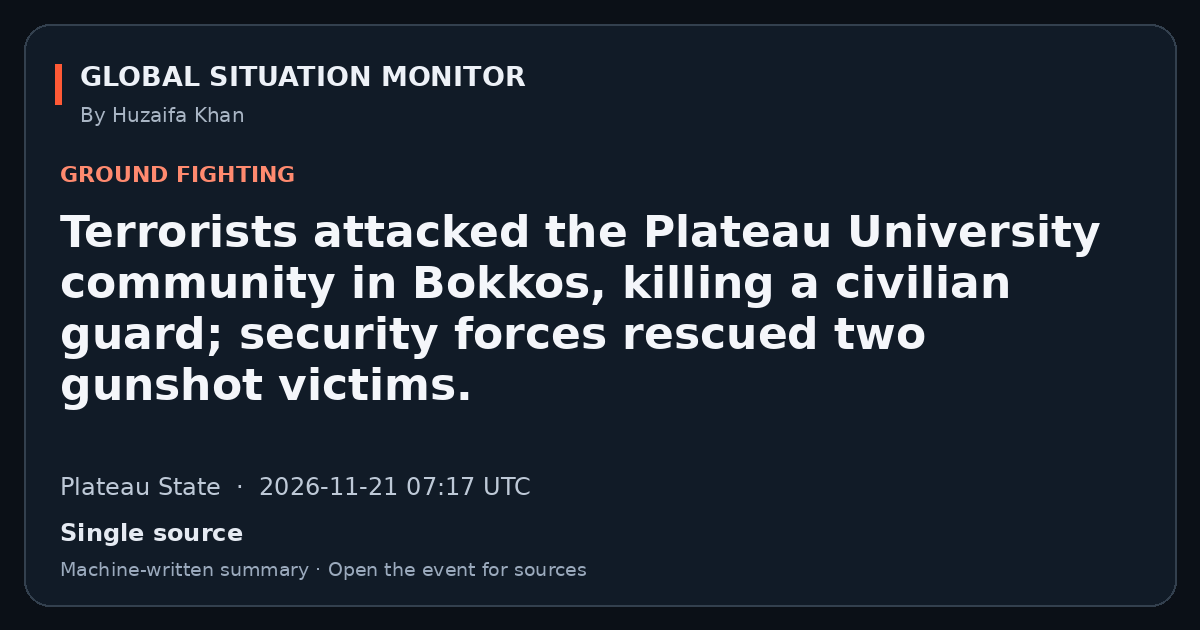 GLOBAL SITUATION MONITOR
By Huzaifa Khan
GROUND FIGHTING
Terrorists attacked the Plateau University
community in Bokkos, killing a civilian
guard; security forces rescued two
gunshot victims.
Plateau State · 2026-11-21 07:17 UTC
Single source
Machine-written summary · Open the event for sources